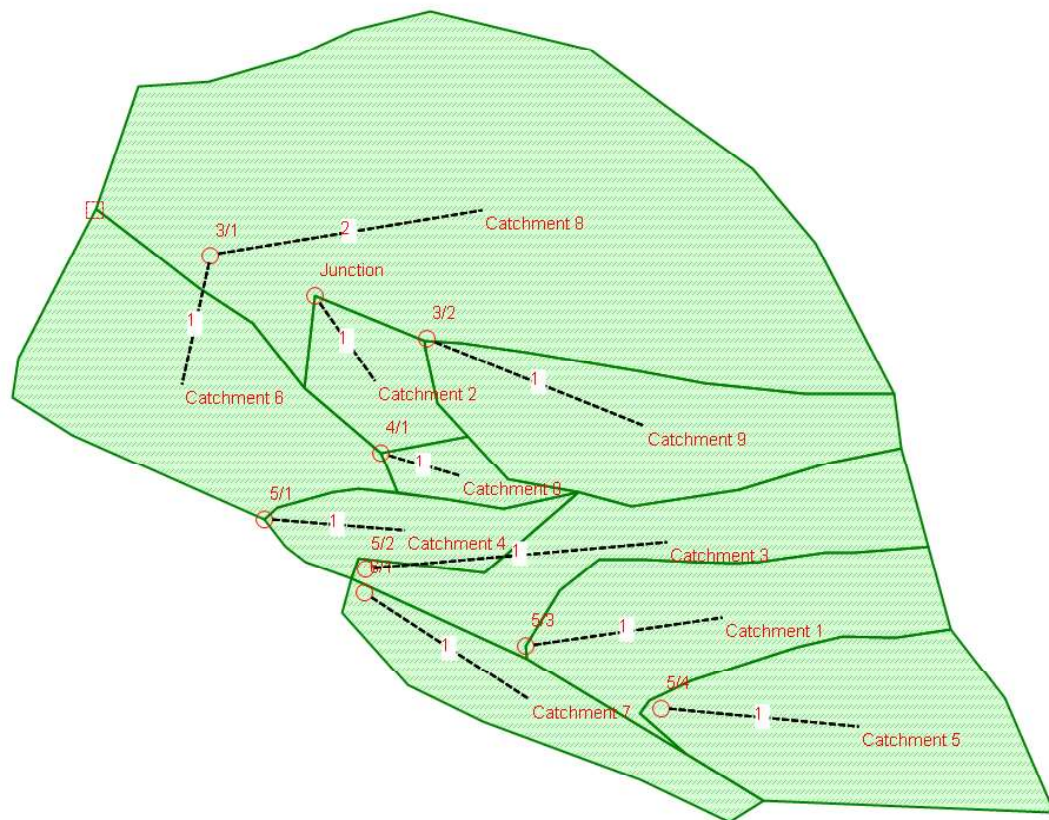 3/1
2
Catchment 8
Junction
3/2
1
1
1
Catchment 6
Catchment 2
Catchment 9
4/1
1
Catchment
5/1
1
Catchment 4
5/2
1
Catchment 3
5/3
1
Catchment 1
1
5/4
Catchment 7
1
Catchment 5